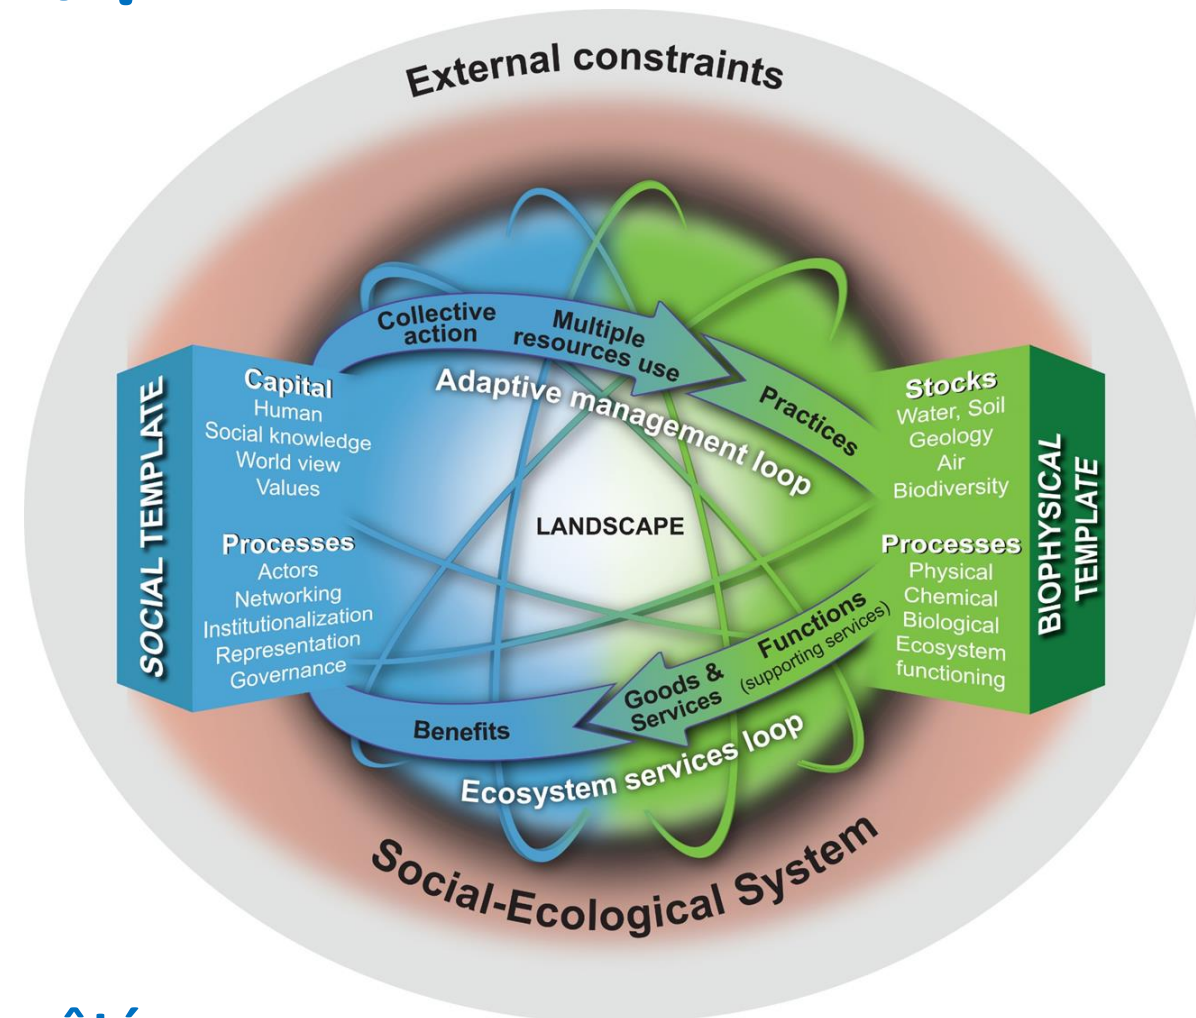 External constraints
Collective
action
Multiple
resources use
Practices
Adaptive management loop
SOCIAL TEMPLATE
Capital
Human
Social knowledge
World view
Values
Processes
Actors
Networking
Institutionalization
Representation
Governance
LANDSCAPE
Stocks
Water, Soil
Geology
Air
Biodiversity
Processes
Physical
Chemical
Biological
Ecosystem
functioning
BIOPHYSICAL
TEMPLATE
Functions
(supporting services)
Goods &
Services
Benefits
Ecosystem services loop
Social-Ecological System